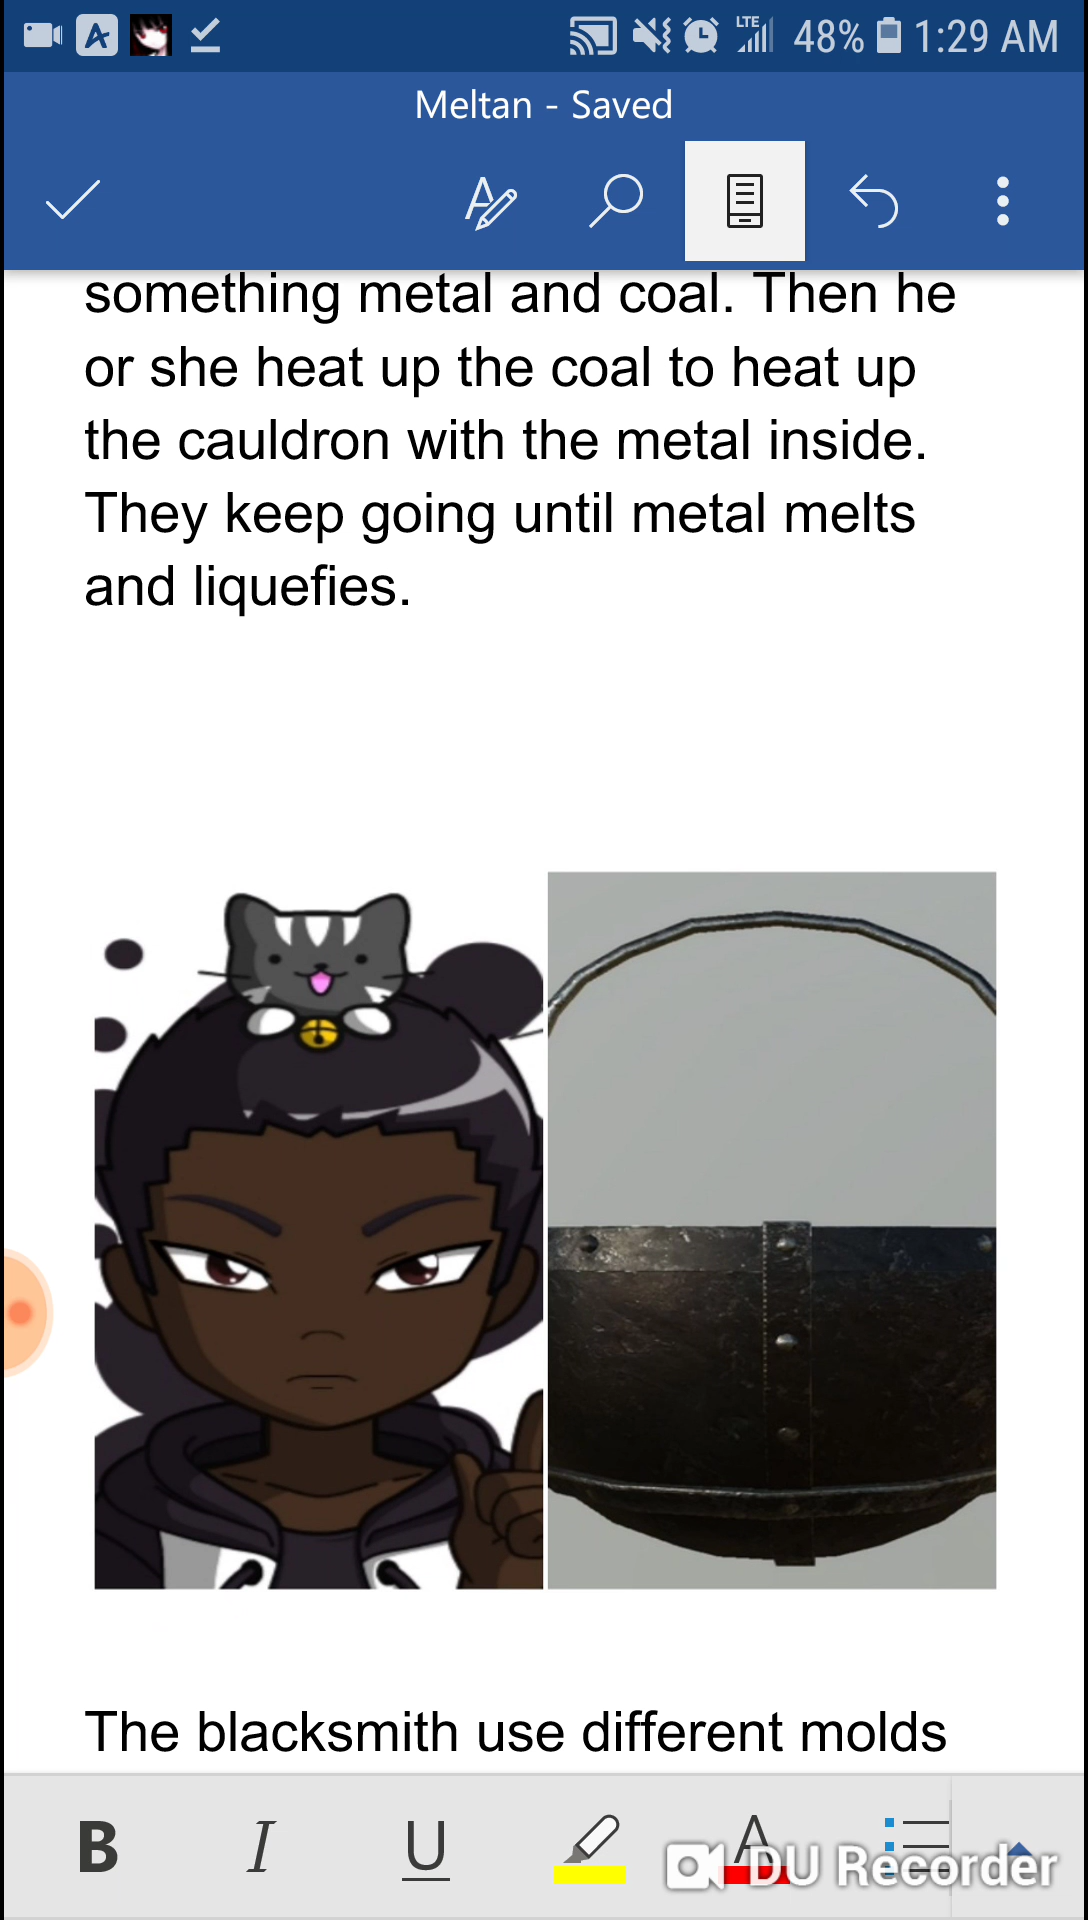 LTE
48% 1:29 AM
Meltan - Saved
something metal and coal. Then he
or she heat up the coal to heat up
the cauldron with the metal inside.
They keep going until metal melts
and liquefies.
The blacksmith use different molds
B I U A
DU Recorder